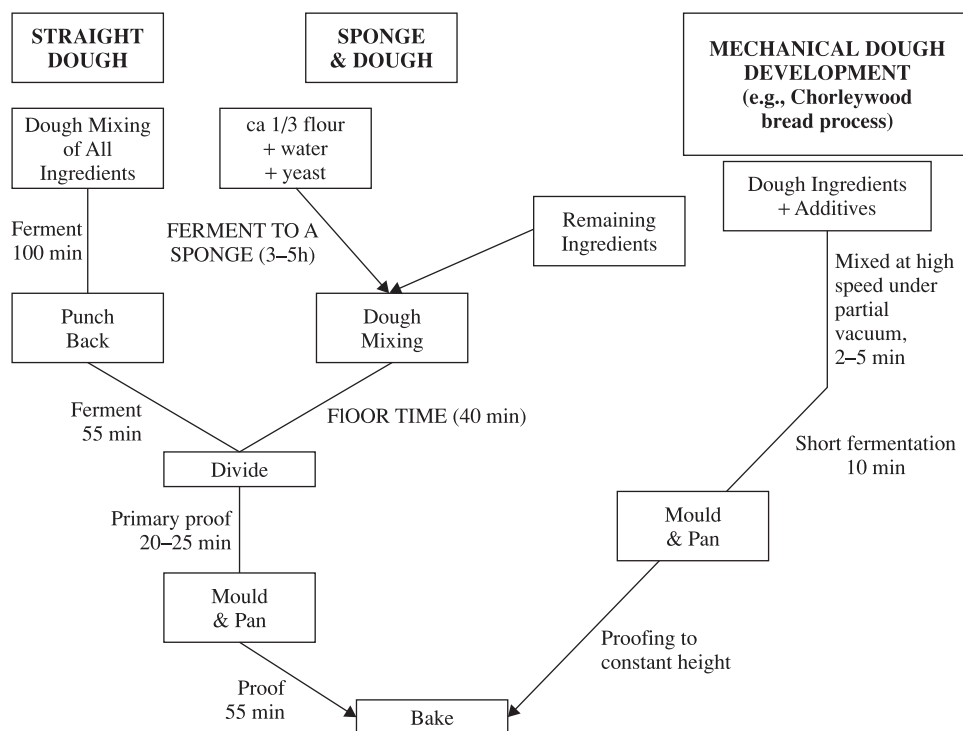 STRAIGHT
DOUGH
SPONGE
& DOUGH
MECHANICAL DOUGH
DEVELOPMENT
(e.g., Chorleywood
bread process)
Dough Mixing
of All
Ingredients
ca 1/3 flour
+ water
+ yeast
Dough Ingredients
+ Additives
Ferment
100 min
FERMENT TO A
SPONGE (3–5h)
Remaining
Ingredients
Mixed at high
speed under
partial
vacuum,
2–5 min
Punch
Back
Dough
Mixing
Ferment
55 min
FlOOR TIME (40 min)
Short fermentation
10 min
Divide
Primary proof
20–25 min
Mould
& Pan
Mould
& Pan
Proofing to
constant height
Proof
55 min
Bake